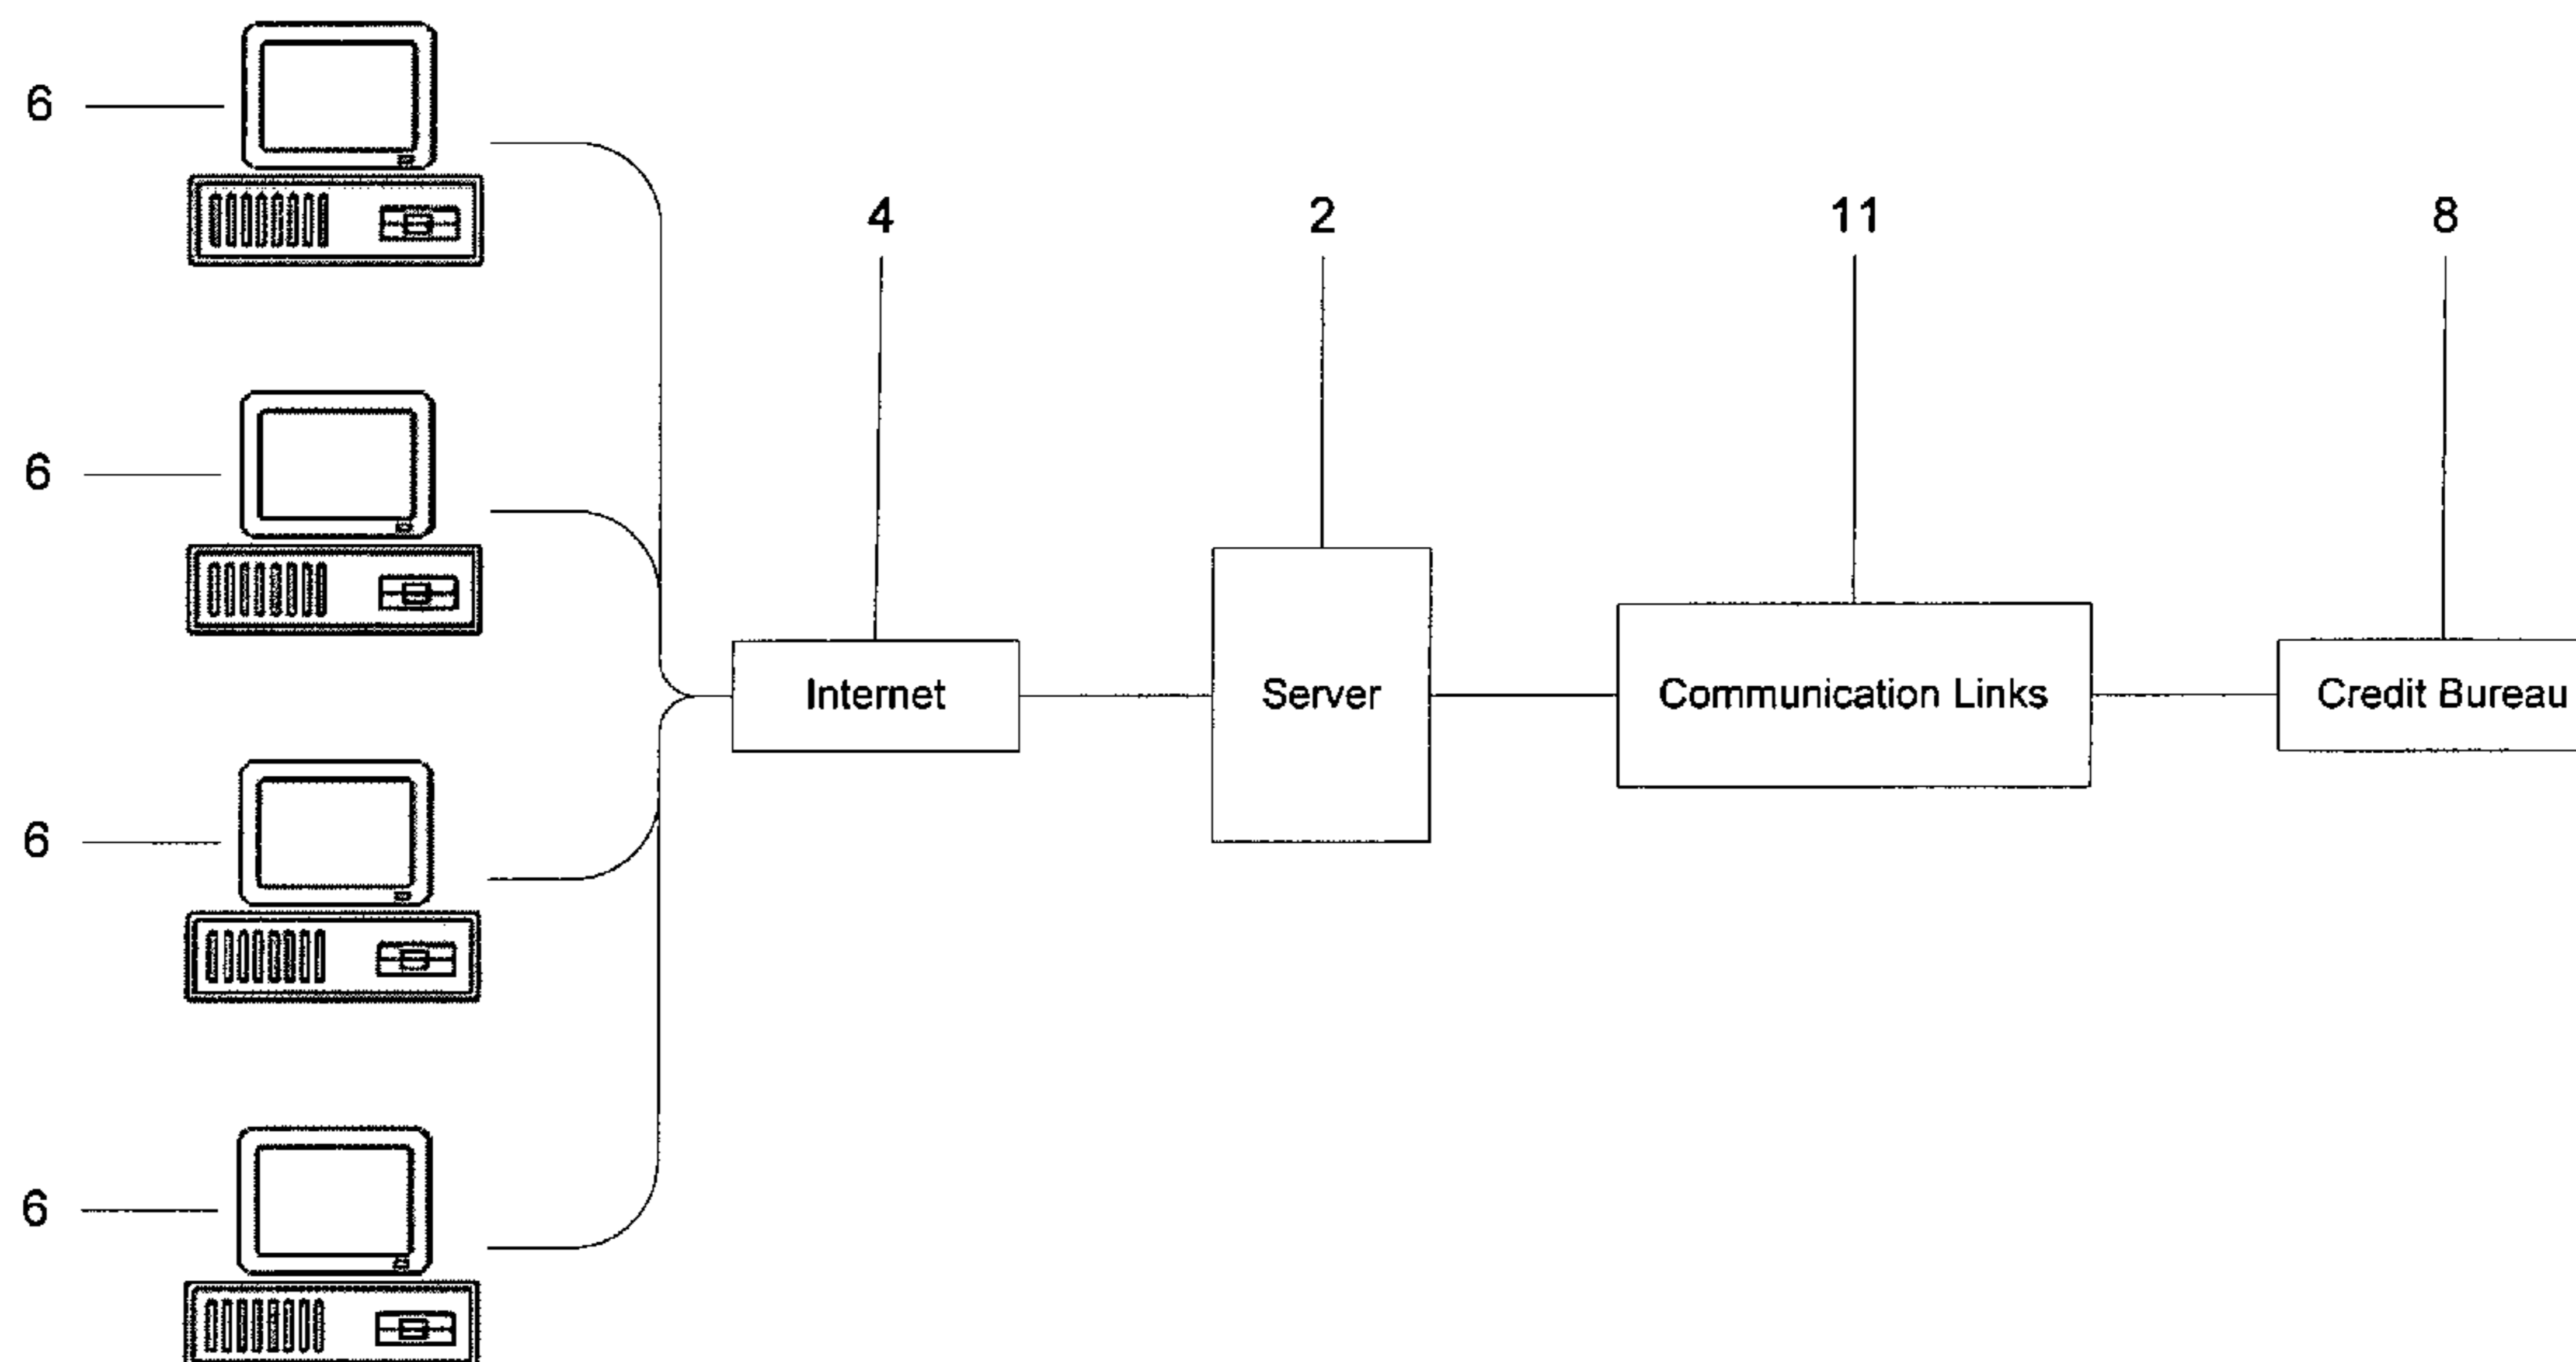 6
4
2
11
8
6
Internet
Server
Communication Links
Credit Bureau
6
6